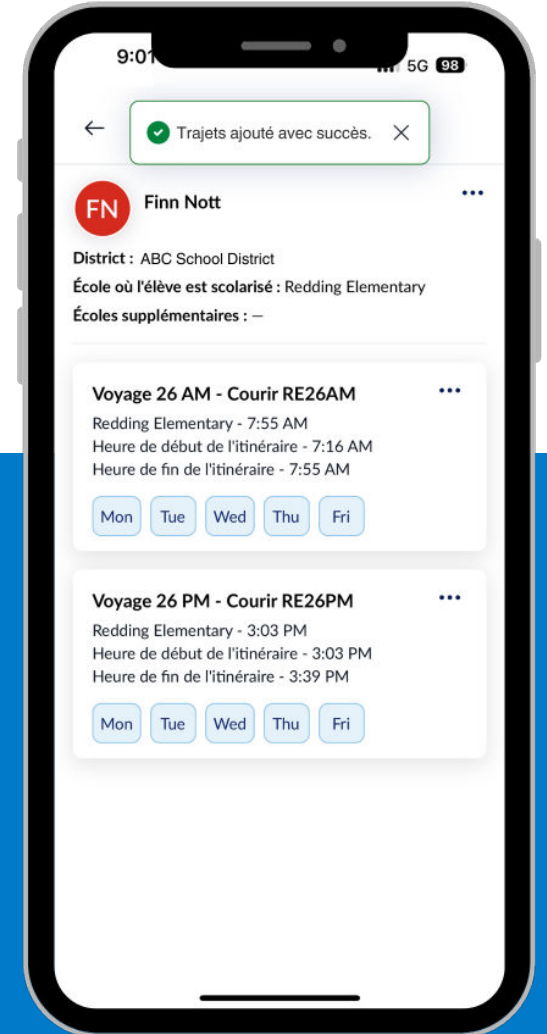 9:01
5G 98
Trajets ajouté avec succès.
FN
Finn Nott
District : ABC School District
École où l'élève est scolarisé : Redding Elementary
Écoles supplémentaires : —
Voyage 26 AM - Courir RE26AM
Redding Elementary - 7:55 AM
Heure de début de l'itinéraire - 7:16 AM
Heure de fin de l'itinéraire - 7:55 AM
Mon Tue Wed Thu Fri
Voyage 26 PM - Courir RE26PM
Redding Elementary - 3:03 PM
Heure de début de l'itinéraire - 3:03 PM
Heure de fin de l'itinéraire - 3:39 PM
Mon Tue Wed Thu Fri